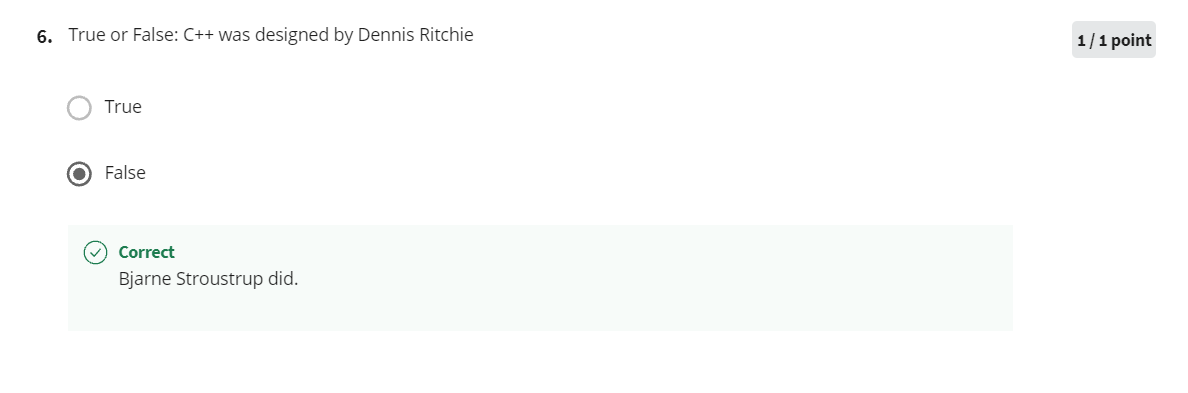 6. True or False: C++ was designed by Dennis Ritchie
1 / 1 point
True
False
Correct
Bjarne Stroustrup did.